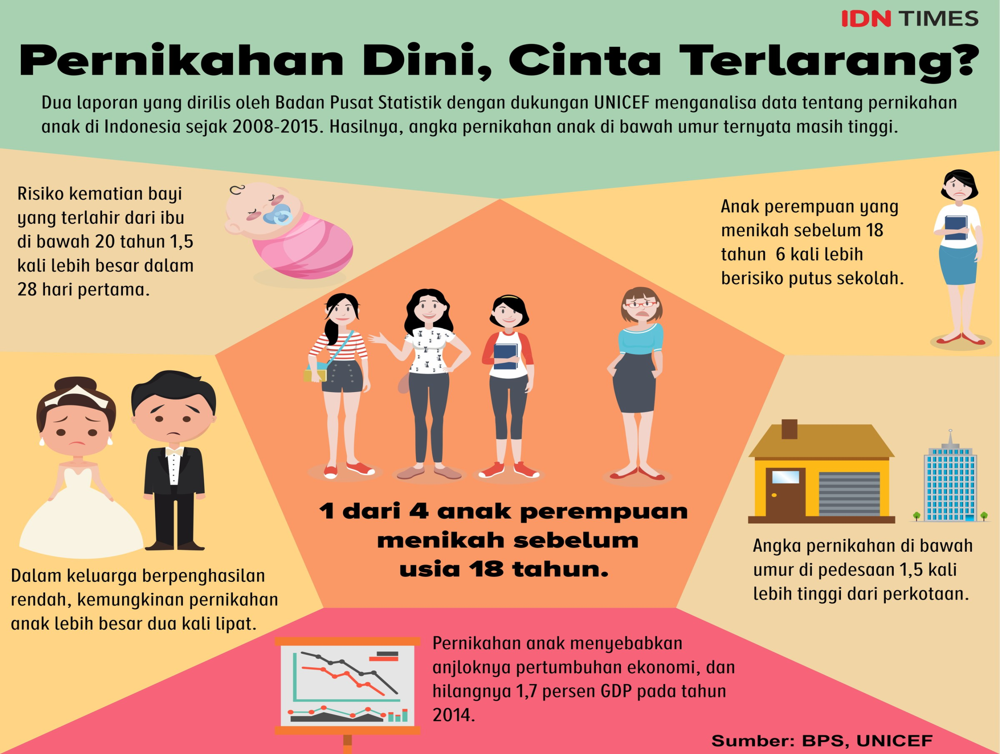 IDN TIMES
Pernikahan Dini, Cinta Terlarang?
Dua laporan yang dirilis oleh Badan Pusat Statistik dengan dukungan UNICEF menganalisa data tentang pernikahan
anak di Indonesia sejak 2008-2015. Hasilnya, angka pernikahan anak di bawah umur ternyata masih tinggi.
Risiko kematian bayi
yang terlahir dari ibu
di bawah 20 tahun 1,5
kali lebih besar dalam
28 hari pertama.
Anak perempuan yang
menikah sebelum 18
tahun 6 kali lebih
berisiko putus sekolah.
1 dari 4 anak perempuan
menikah sebelum
usia 18 tahun.
Dalam keluarga berpenghasilan
rendah, kemungkinan pernikahan
anak lebih besar dua kali lipat.
Angka pernikahan di bawah
umur di pedesaan 1,5 kali
lebih tinggi dari perkotaan.
Pernikahan anak menyebabkan
anjloknya pertumbuhan ekonomi, dan
hilangnya 1,7 persen GDP pada tahun
2014.
Sumber: BPS, UNICEF